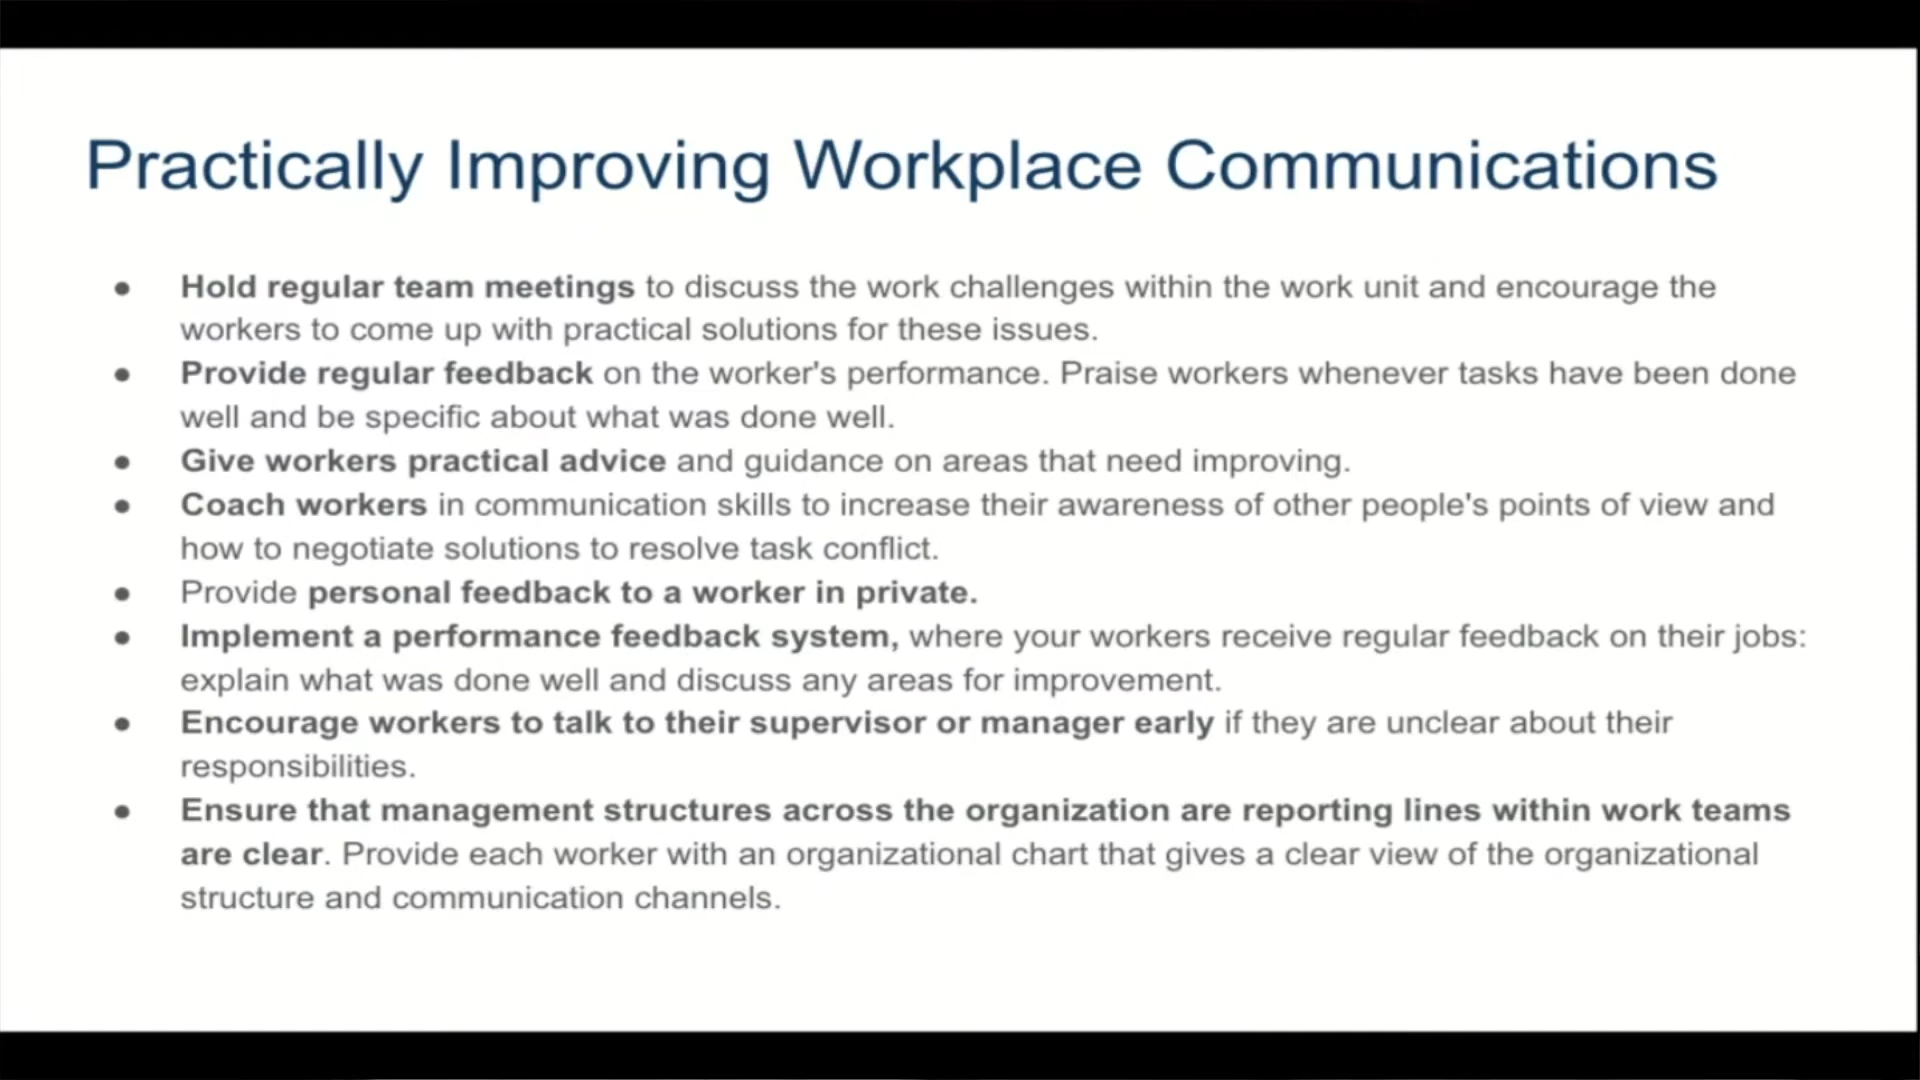 Practically Improving Workplace Communications
● Hold regular team meetings to discuss the work challenges within the work unit and encourage the
workers to come up with practical solutions for these issues.
● Provide regular feedback on the worker's performance. Praise workers whenever tasks have been done
well and be specific about what was done well.
● Give workers practical advice and guidance on areas that need improving.
● Coach workers in communication skills to increase their awareness of other people's points of view and
how to negotiate solutions to resolve task conflict.
● Provide personal feedback to a worker in private.
● Implement a performance feedback system, where your workers receive regular feedback on their jobs:
explain what was done well and discuss any areas for improvement.
● Encourage workers to talk to their supervisor or manager early if they are unclear about their
responsibilities.
● Ensure that management structures across the organization are reporting lines within work teams
are clear. Provide each worker with an organizational chart that gives a clear view of the organizational
structure and communication channels.